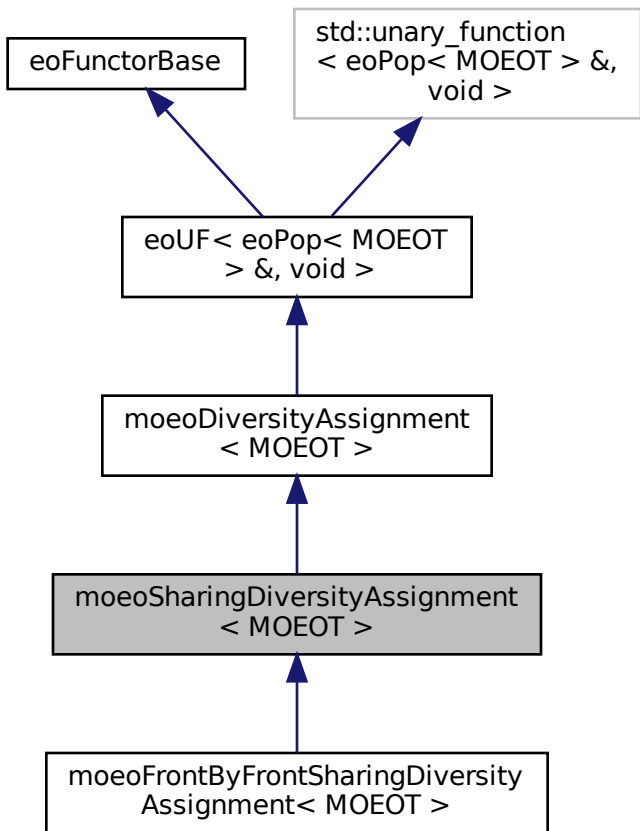 eoFunctorBase
std::unary_function
< eoPop< MOEOT > &,
void >
eoUF< eoPop< MOEOT
> &, void >
moeoDiversityAssignment
< MOEOT >
moeoSharingDiversityAssignment
< MOEOT >
moeoFrontByFrontSharingDiversity
Assignment< MOEOT >